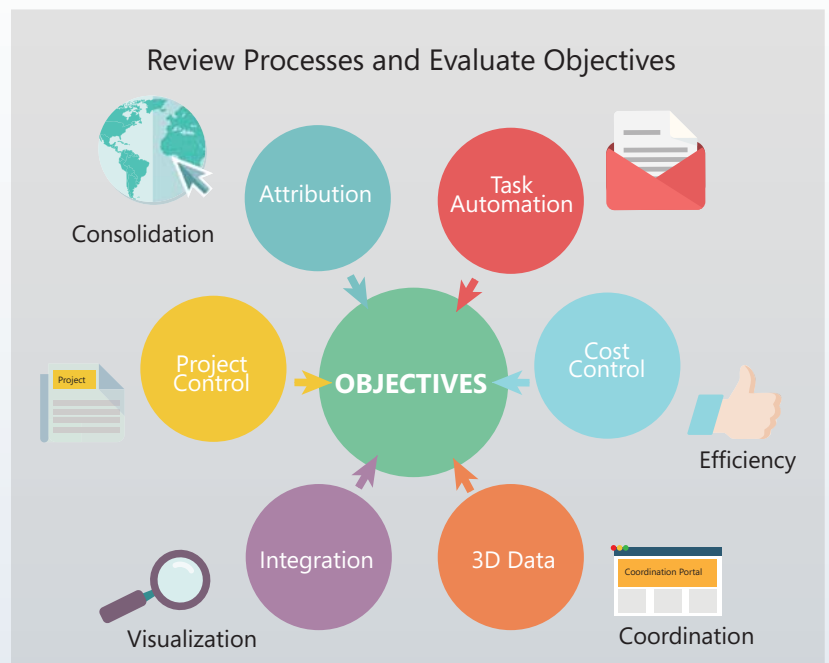 Review Processes and Evaluate Objectives
Attribution
Task
Automation
Consolidation
Project
Control
Project
OBJECTIVES
Cost
Control
Efficiency
Integration
3D Data
Coordination Portal
Visualization
Coordination